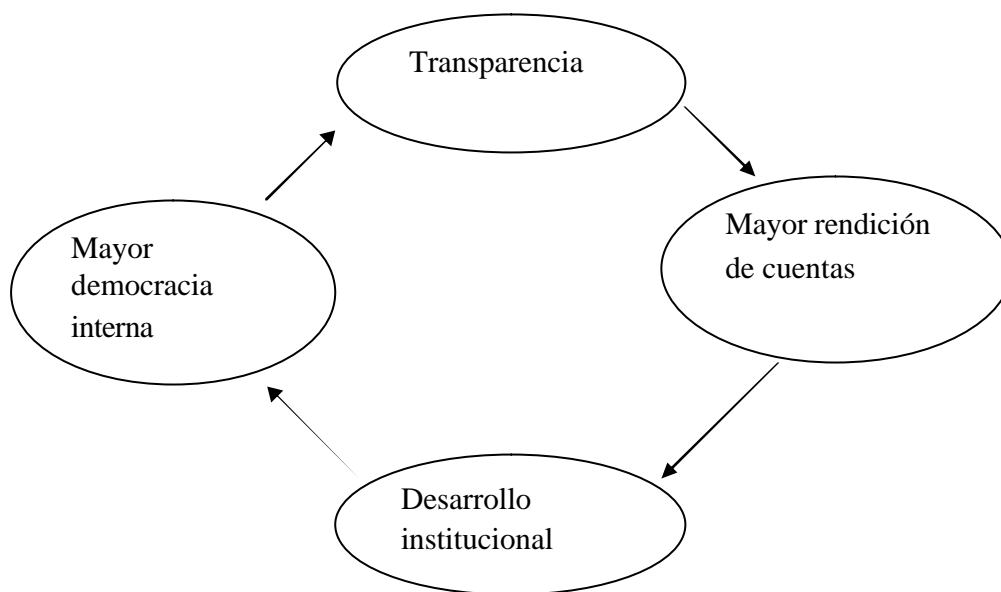 Transparencia
Mayor rendición
de cuentas
Mayor
democracia
interna
Desarrollo
institucional